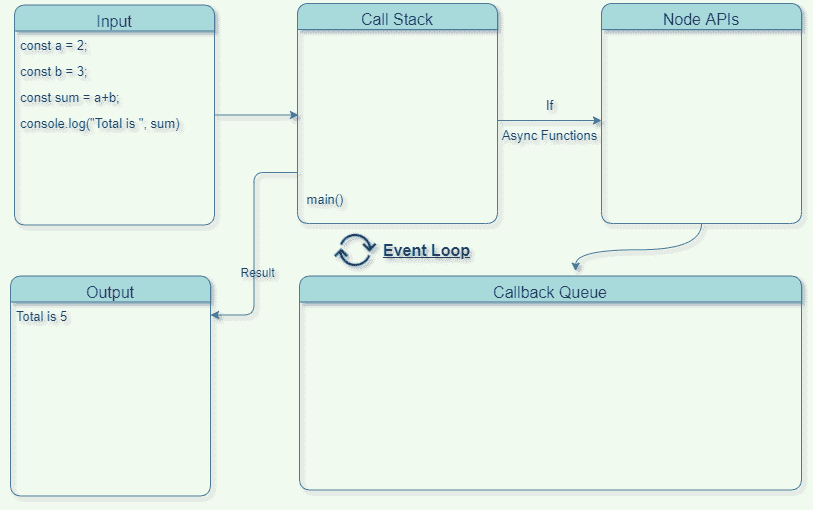 Input
const a = 2;
const b = 3;
const sum = a+b;
console.log("Total is ", sum)
Call Stack
main()
If
Async Functions
Node APIs
Event Loop
Result
Output
Total is 5
Callback Queue